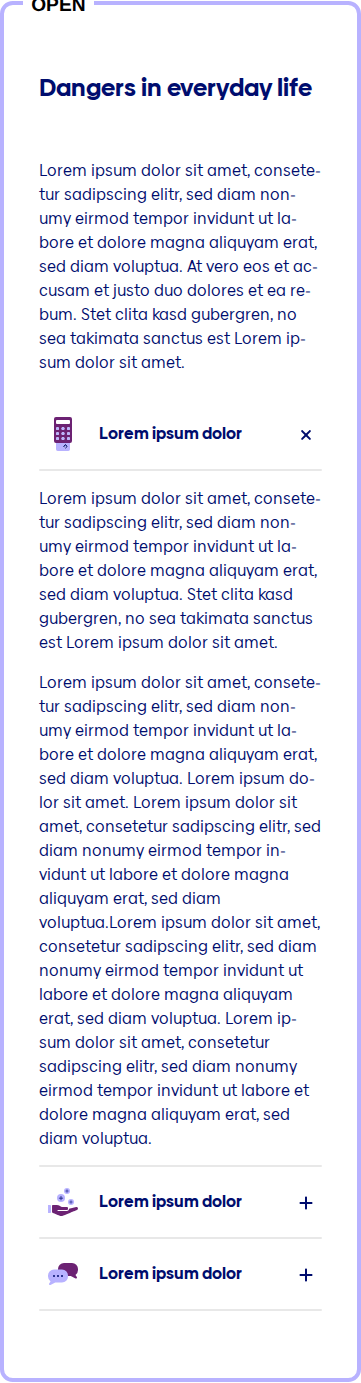 OPEN
Dangers in everyday life
Lorem ipsum dolor sit amet, consete-
tur sadipscing elitr, sed diam non-
umy eirmod tempor invidunt ut la-
bore et dolore magna aliquyam erat,
sed diam voluptua. At vero eos et ac-
cusam et justo duo dolores et ea re-
bum. Stet clita kasd gubergren, no
sea takimata sanctus est Lorem ip-
sum dolor sit amet.
Lorem ipsum dolor
Lorem ipsum dolor sit amet, consete-
tur sadipscing elitr, sed diam non-
umy eirmod tempor invidunt ut la-
bore et dolore magna aliquyam erat,
sed diam voluptua. Stet clita kasd
gubergren, no sea takimata sanctus
est Lorem ipsum dolor sit amet.
Lorem ipsum dolor sit amet, consete-
tur sadipscing elitr, sed diam non-
umy eirmod tempor invidunt ut la-
bore et dolore magna aliquyam erat,
sed diam voluptua. Lorem ipsum do-
lor sit amet. Lorem ipsum dolor sit
amet, consetetur sadipscing elitr, sed
diam nonumy eirmod tempor in-
vidunt ut labore et dolore magna
aliquyam erat, sed diam
voluptua.Lorem ipsum dolor sit amet,
consetetur sadipscing elitr, sed diam
nonumy eirmod tempor invidunt ut
labore et dolore magna aliquyam
erat, sed diam voluptua. Lorem ip-
sum dolor sit amet, consetetur
sadipscing elitr, sed diam nonumy
eirmod tempor invidunt ut labore et
dolore magna aliquyam erat, sed
diam voluptua.
Lorem ipsum dolor
Lorem ipsum dolor